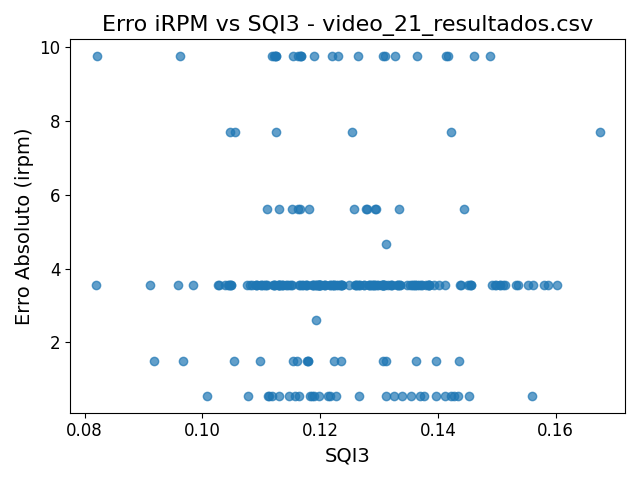 Erro iRPM vs SQI3 - video_21_resultados.csv
Erro Absoluto (irpm)
10
8
6
4
2
0.08 0.10 0.12 0.14 0.16
SQI3